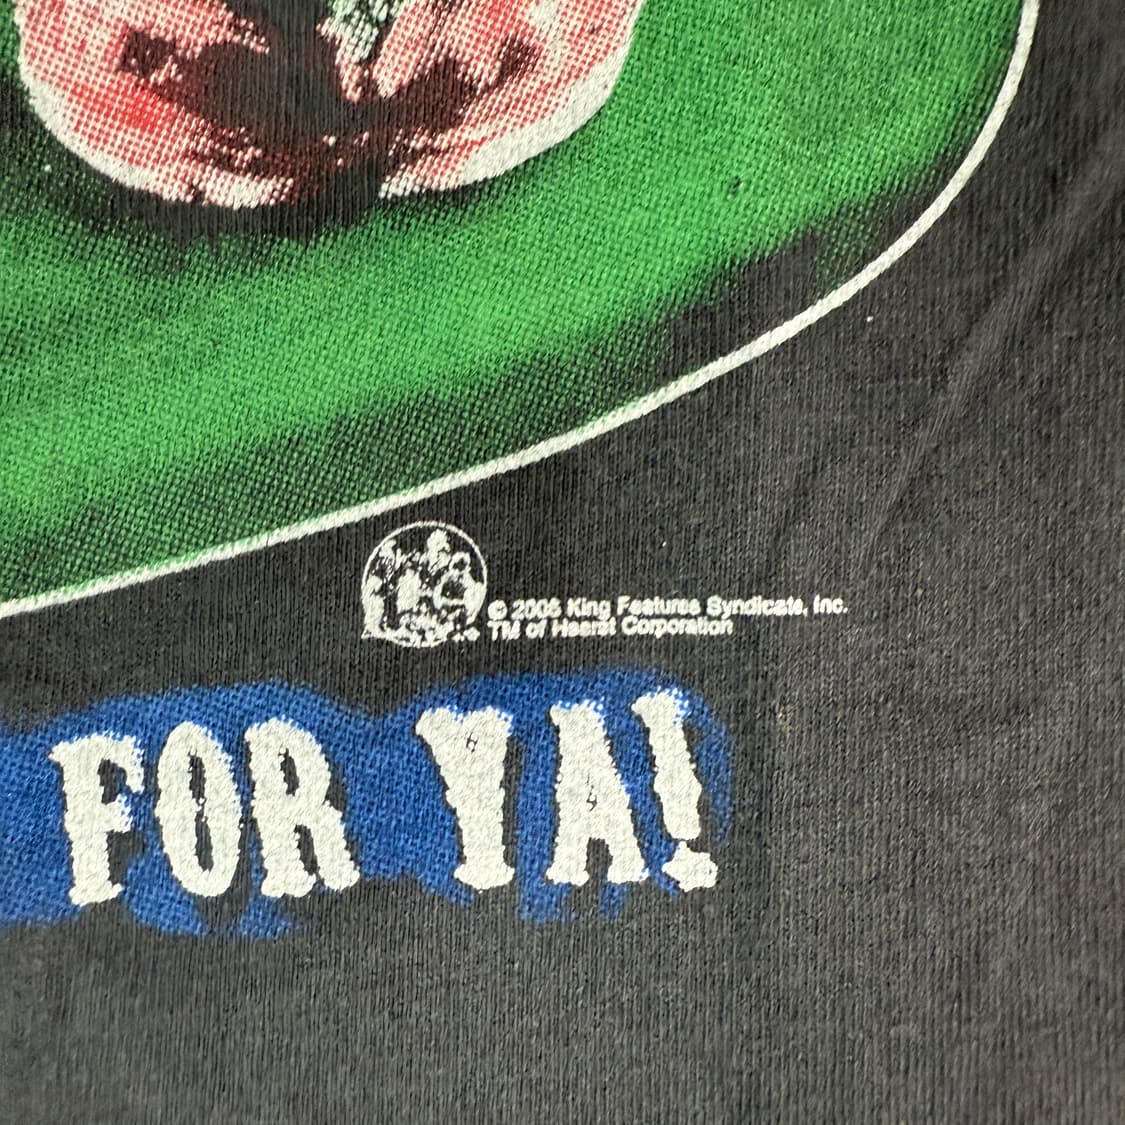 © 2006 King Features Syndicate, Inc.
TM of Hearst Corporation
FOR YA!